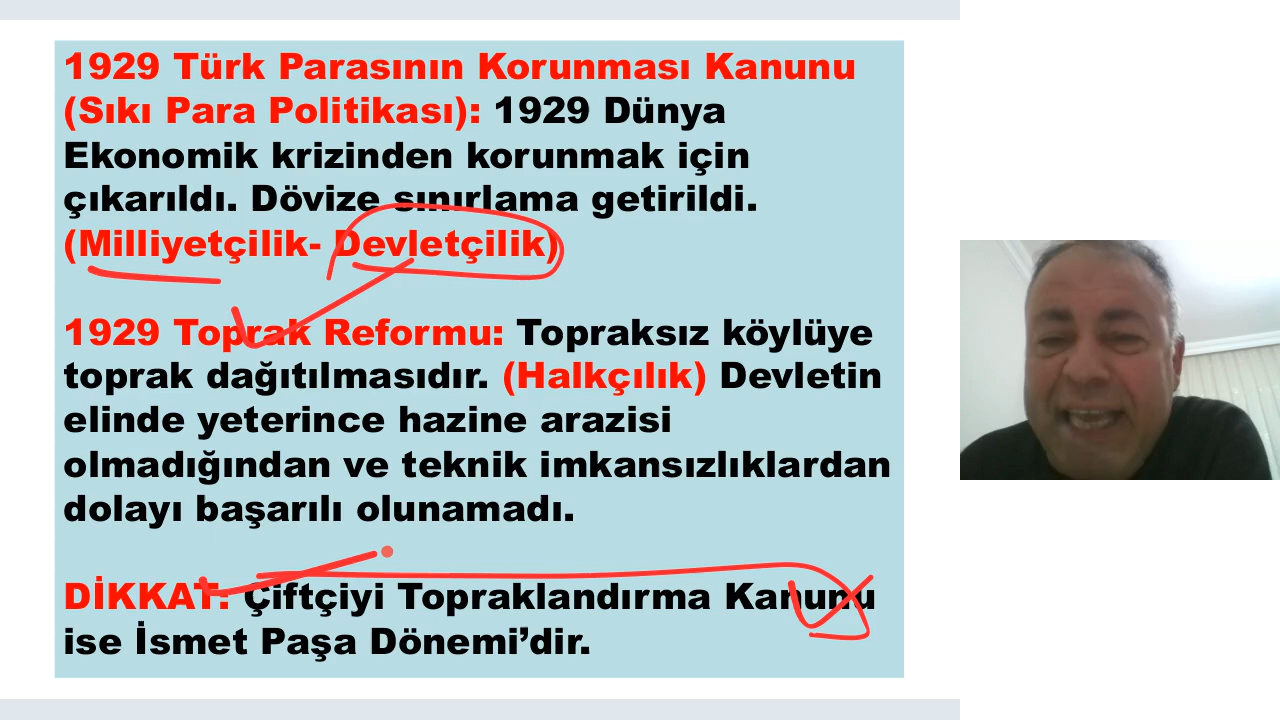 1929 Türk Parasının Korunması Kanunu
(Sıkı Para Politikası): 1929 Dünya
Ekonomik krizinden korunmak için
çıkarıldı. Dövize sınırlama getirildi.
(Milliyetçilik- Devletçilik)
1929 Toprak Reformu: Topraksız köylüye
toprak dağıtılmasıdır. (Halkçılık) Devletin
elinde yeterince hazine arazisi
olmadığından ve teknik imkansızlıklardan
dolayı başarılı olunamadı.
DİKKAT: Çiftçiyi Topraklandırma Kanunu
ise İsmet Paşa Dönemi’dir.